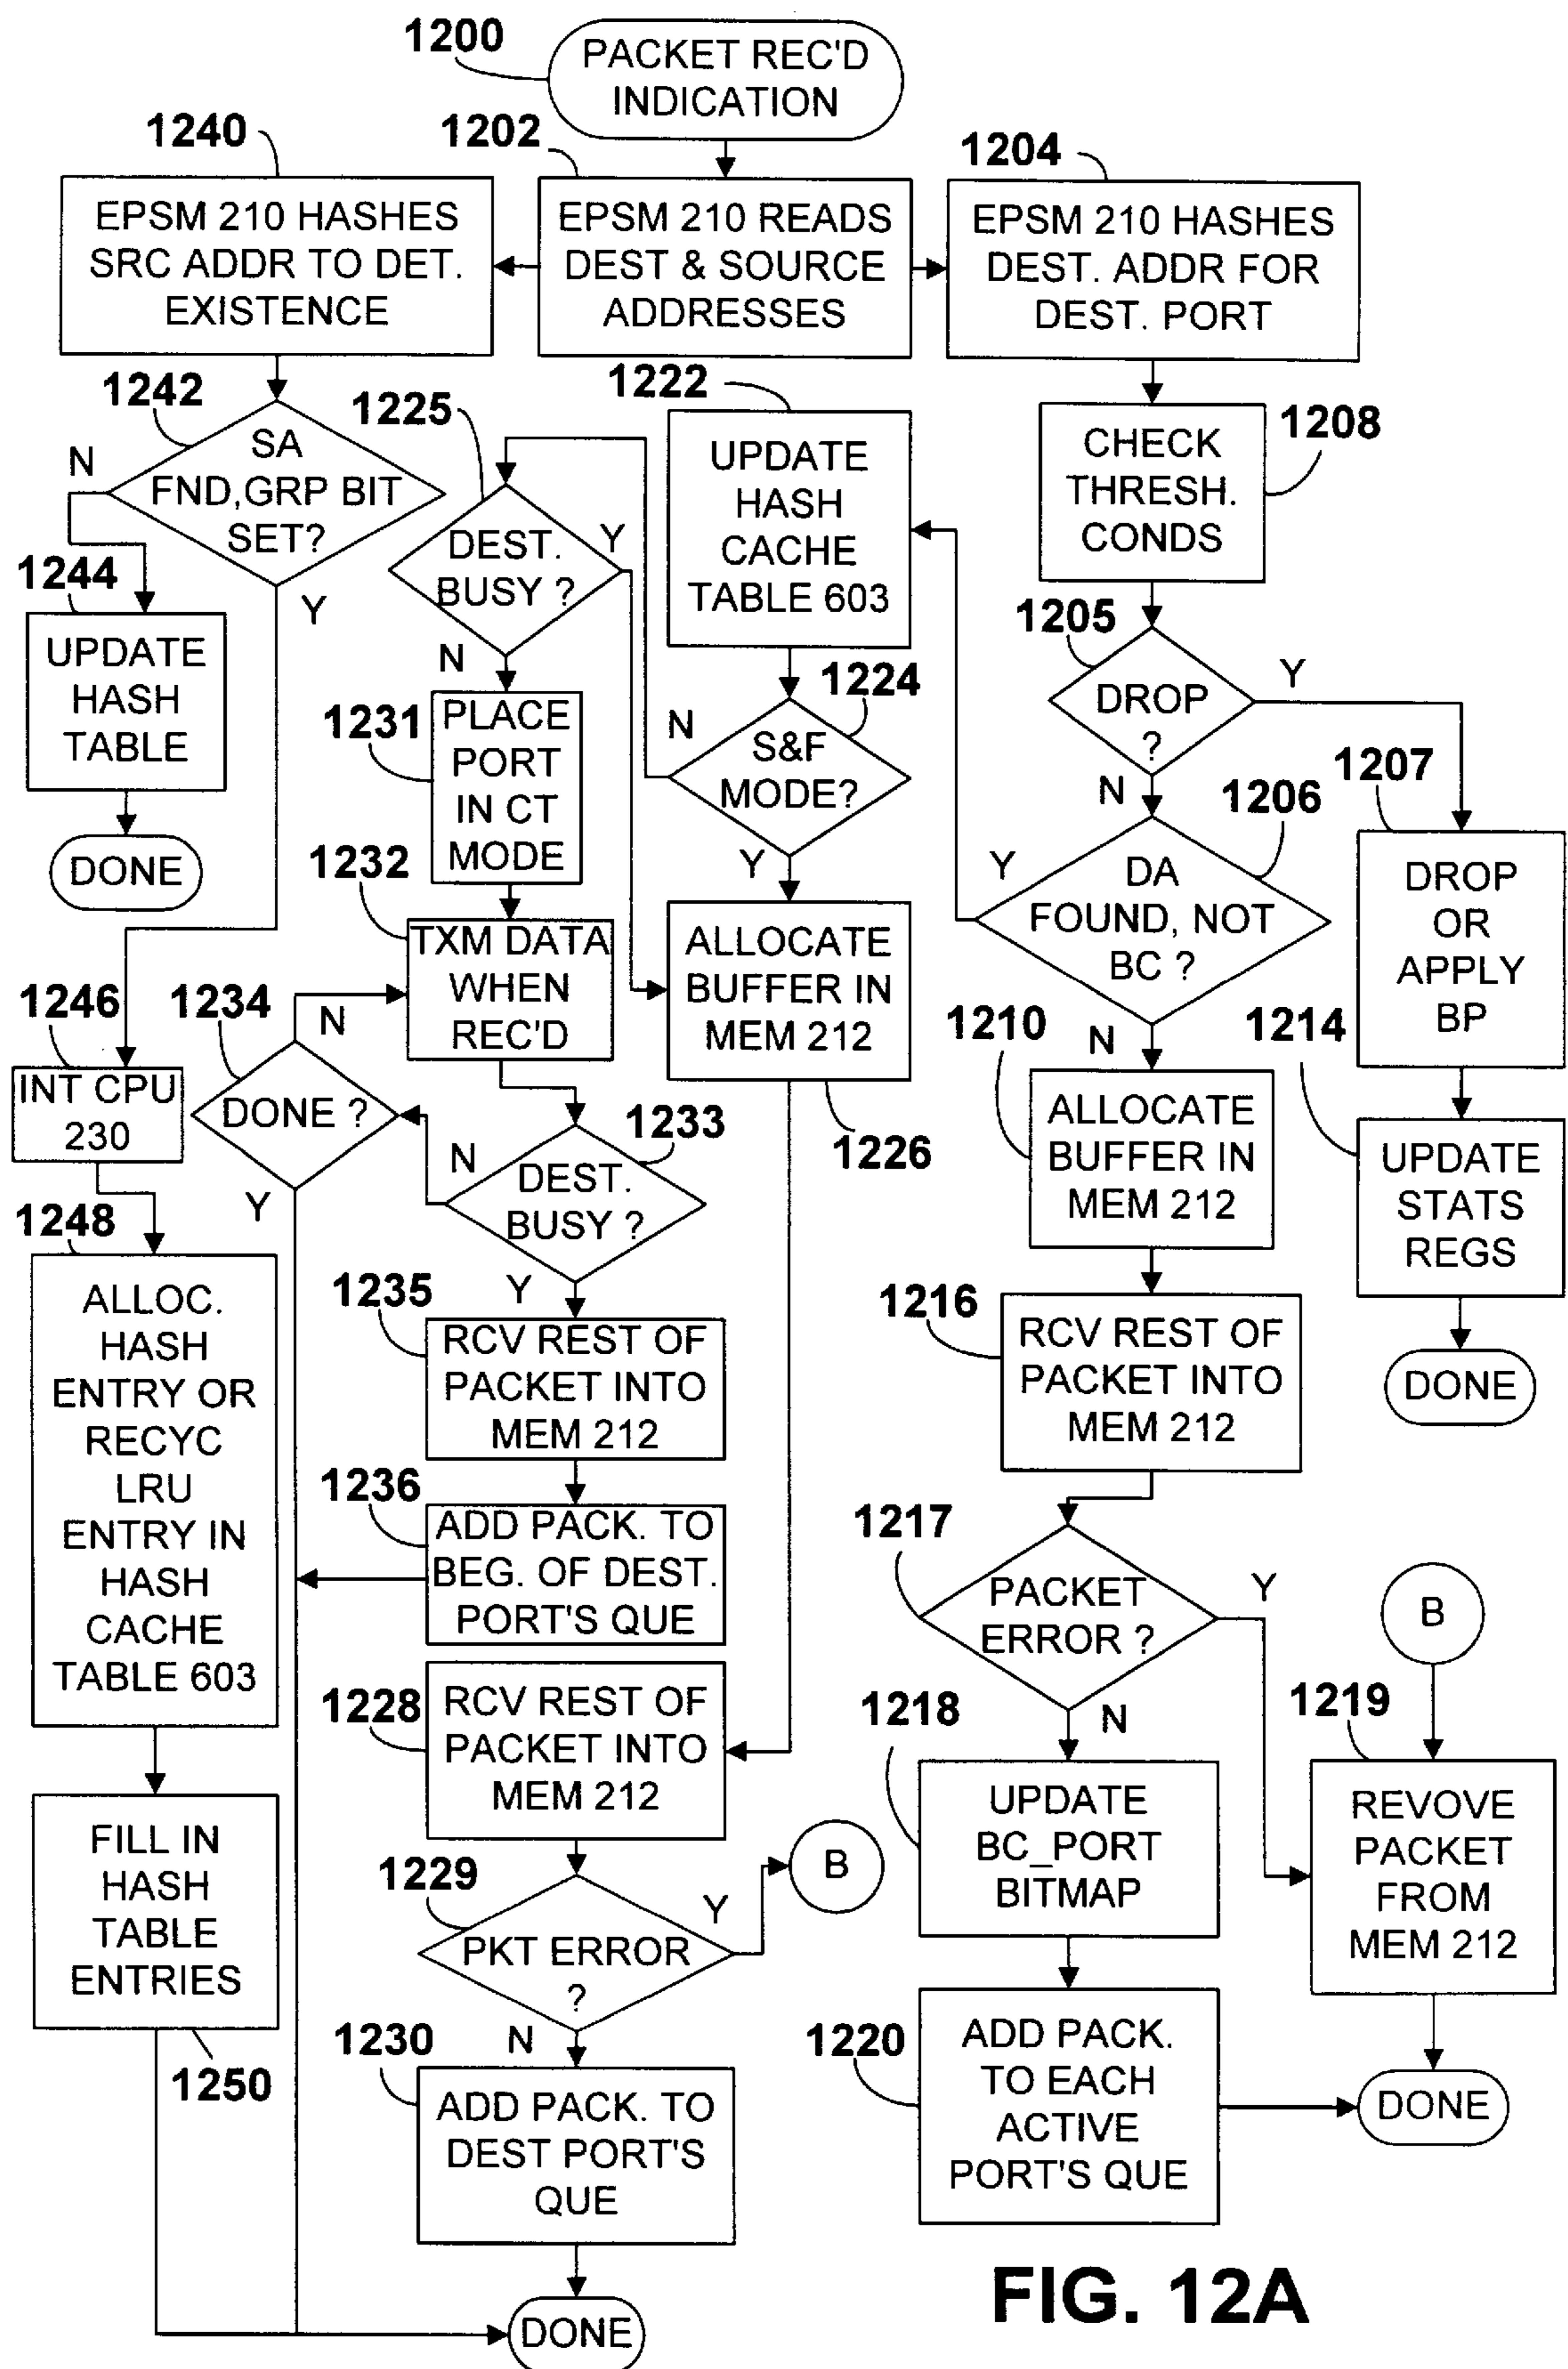 1200
PACKET REC'D
INDICATION
1240
1202
1204
EPSM 210 HASHES
SRC ADDR TO DET.
EXISTENCE
EPSM 210 READS
DEST & SOURCE
ADDRESSES
EPSM 210 HASHES
DEST. ADDR FOR
DEST. PORT
1242
SA
FND,GRP BIT
SET?
N
Y
1244
UPDATE
HASH
TABLE
DONE
1225
DEST.
BUSY ?
Y
N
1222
UPDATE
HASH
CACHE
TABLE 603
1208
CHECK
THRESH.
CONDS
1205
DROP
?
Y
N
1224
S&F
MODE?
N
Y
1231
PLACE
PORT
IN CT
MODE
1207
DROP
OR
APPLY
BP
1206
DA
FOUND, NOT
BC ?
Y
N
1232
TXM DATA
WHEN
REC'D
ALLOCATE
BUFFER IN
MEM 212
1226
1246
INT CPU
230
1234
DONE ?
N
Y
1233
DEST.
BUSY ?
N
Y
1210
ALLOCATE
BUFFER IN
MEM 212
1214
UPDATE
STATS
REGS
DONE
1248
ALLOC.
HASH
ENTRY OR
RECYC
LRU
ENTRY IN
HASH
CACHE
TABLE 603
1235
RCV REST OF
PACKET INTO
MEM 212
1216
RCV REST OF
PACKET INTO
MEM 212
1236
ADD PACK. TO
BEG. OF DEST.
PORT'S QUE
1217
PACKET
ERROR ?
Y
N
B
1228
RCV REST OF
PACKET INTO
MEM 212
1218
UPDATE
BC_PORT
BITMAP
1219
REVOVE
PACKET
FROM
MEM 212
FILL IN
HASH
TABLE
ENTRIES
1250
1229
PKT ERROR
?
Y
N
B
1230
ADD PACK. TO
DEST PORT'S
QUE
1220
ADD PACK.
TO EACH
ACTIVE
PORT'S QUE
DONE
DONE
FIG. 12A